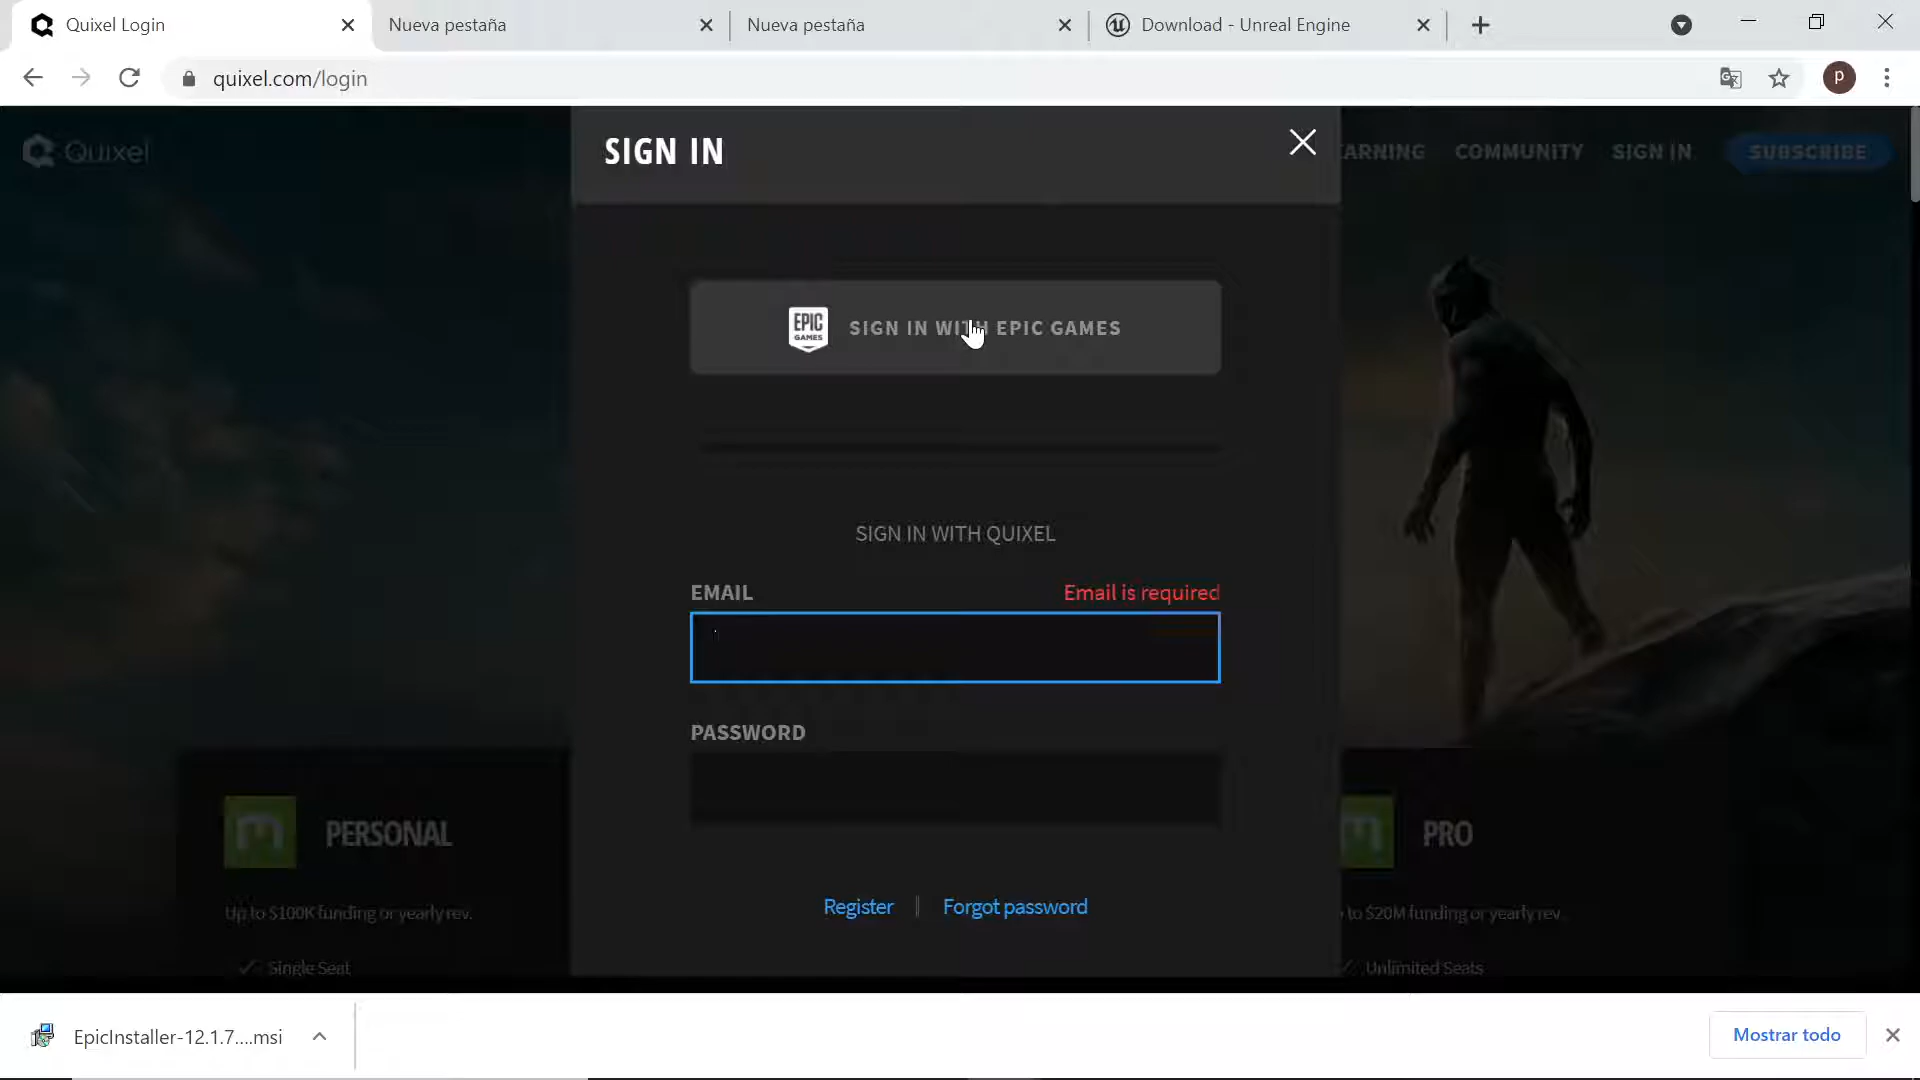 Quixel Login
Nueva pestaña
Nueva pestaña
Download - Unreal Engine
quixel.com/login
P
Quixel
SIGN IN
EARNING
COMMUNITY
SIGN IN
SUBSCRIBE
EPIC GAMES
SIGN IN WITH EPIC GAMES
SIGN IN WITH QUIXEL
EMAIL
Email is required
PASSWORD
PERSONAL
PRO
Up to $100K funding or yearly rev.
to $20M funding or yearly rev.
Register | Forgot password
Single Seat
Unlimited Seats
EpicInstaller-12.1.7....msi
Mostrar todo